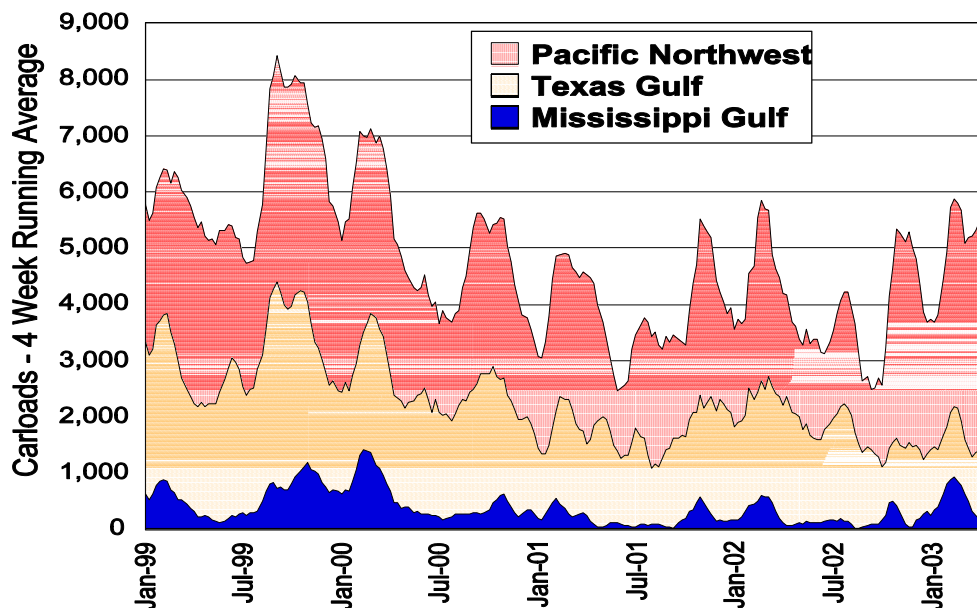 9,000
8,000
7,000
6,000
5,000
4,000
3,000
2,000
1,000
0
Carloads - 4 Week Running Average
Pacific Northwest
Texas Gulf
Mississippi Gulf
Jan-99
Jul-99
Jan-00
Jul-00
Jan-01
Jul-01
Jan-02
Jul-02
Jan-03